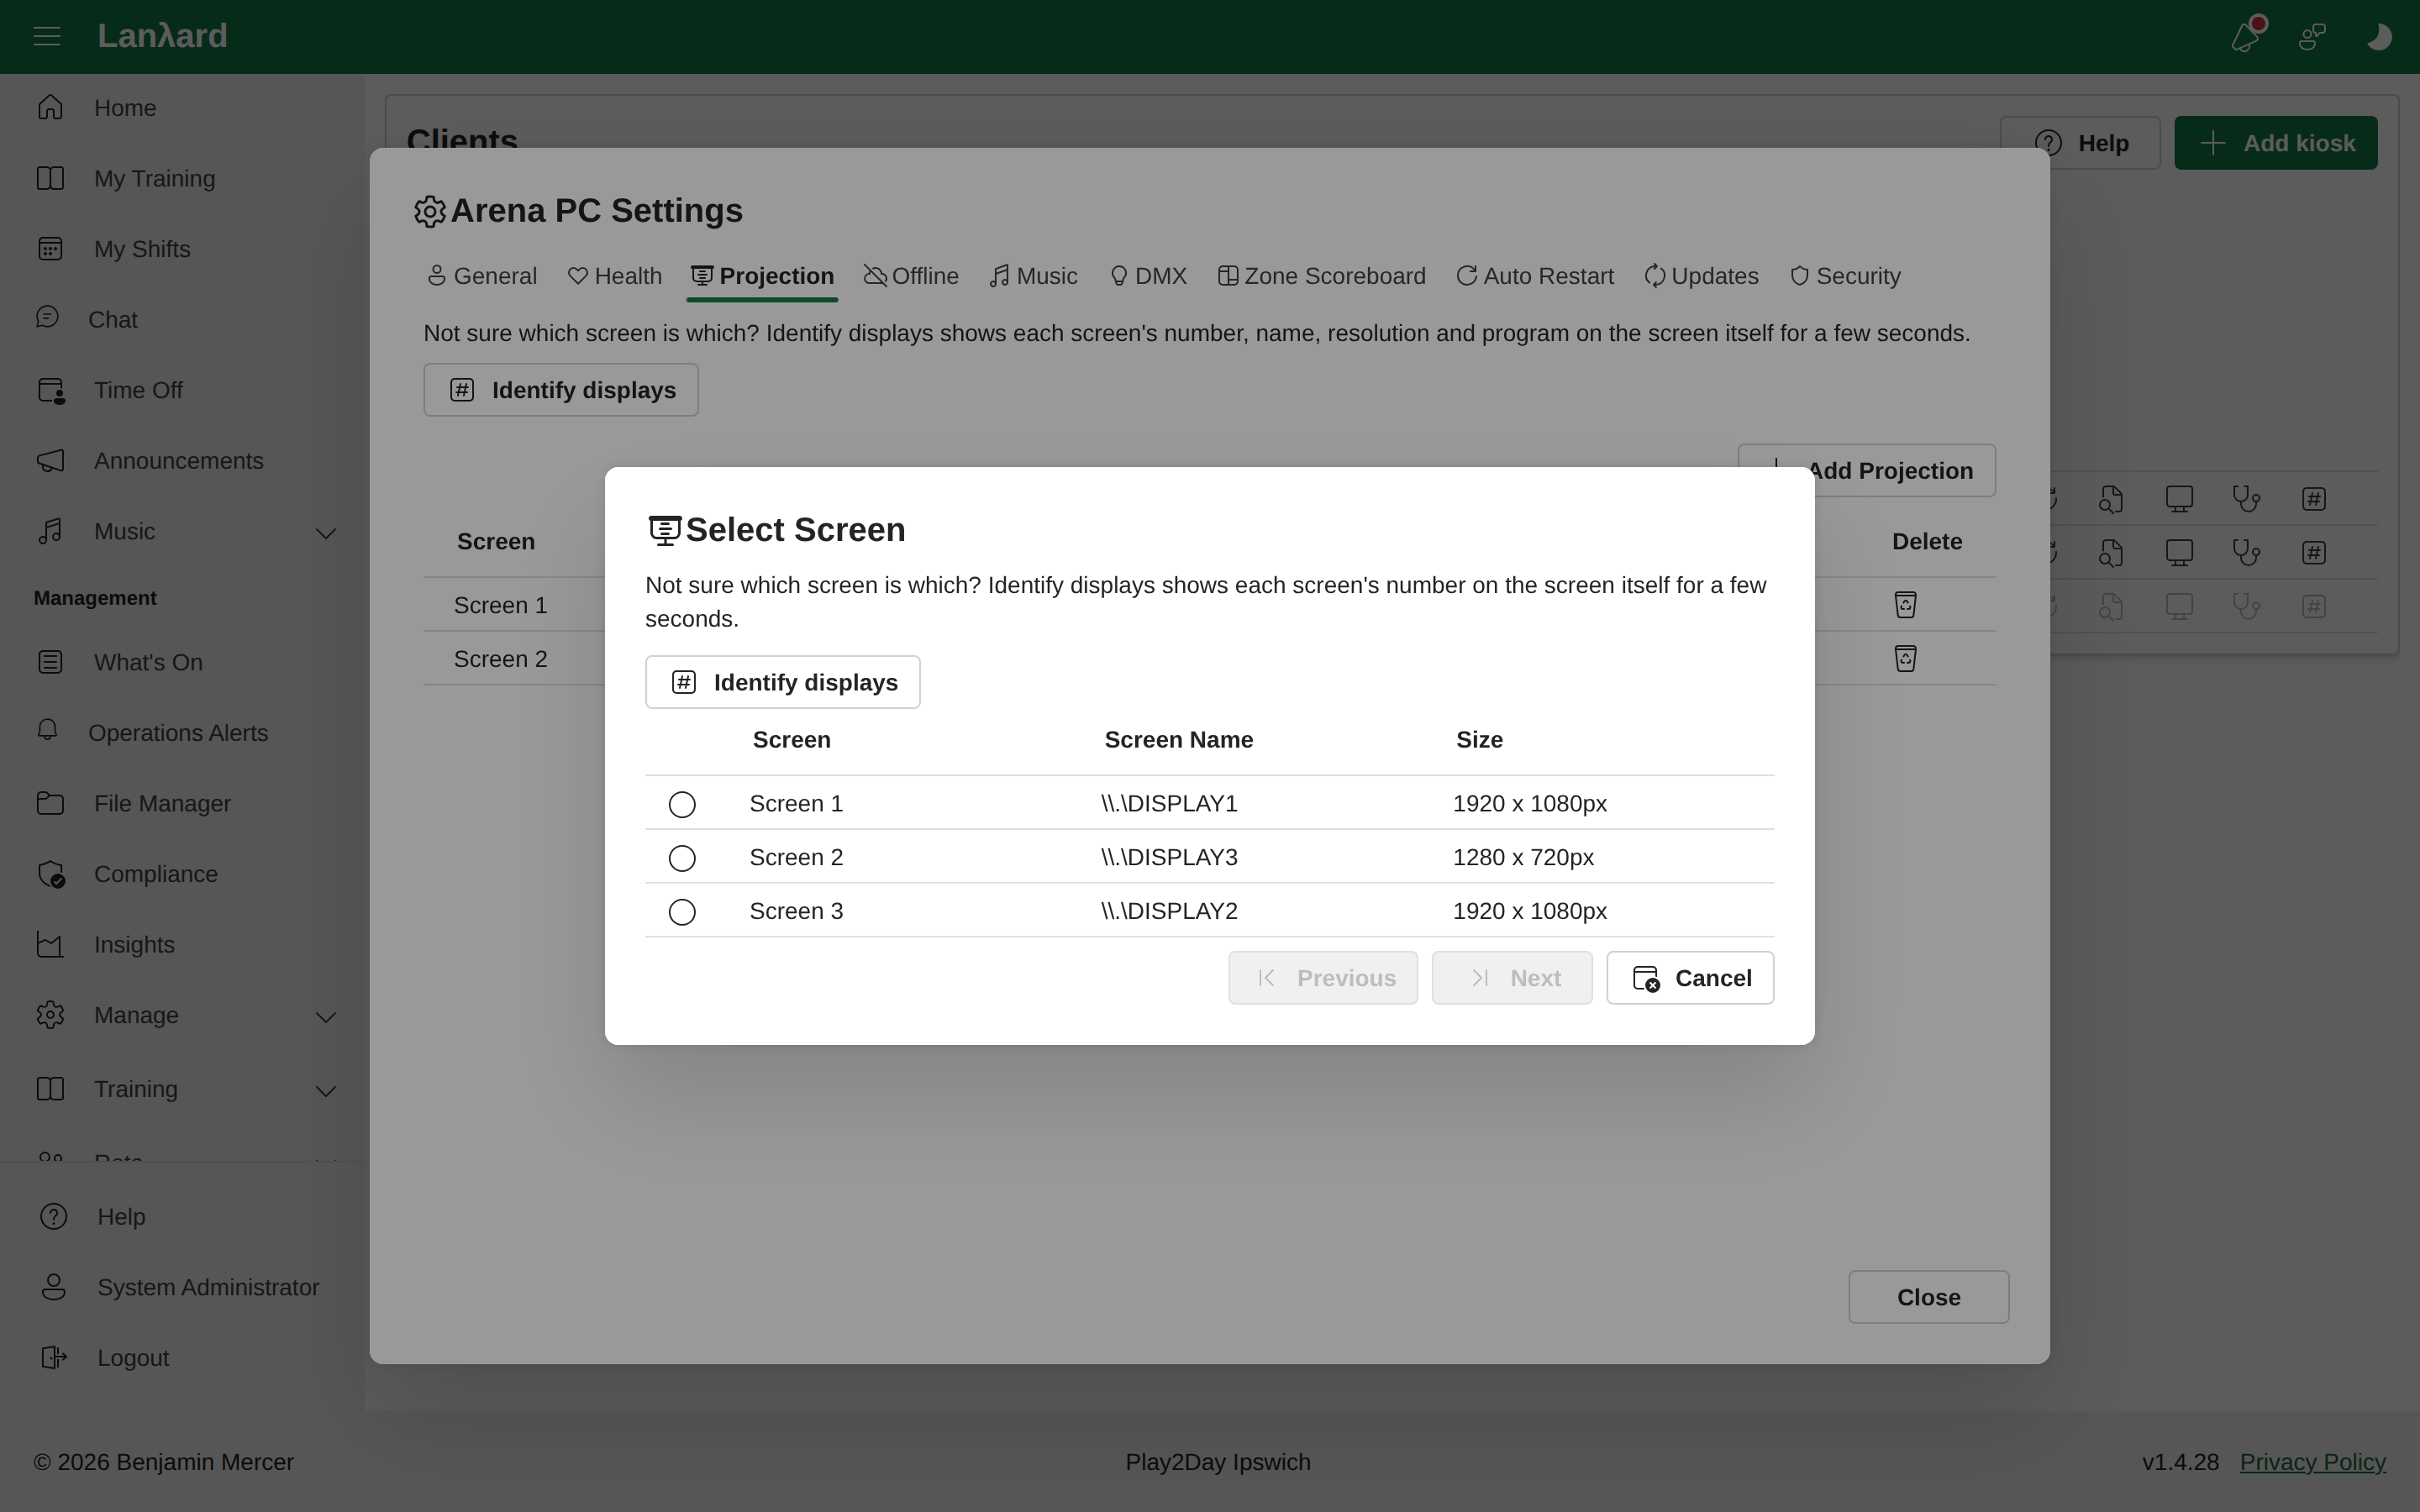 Lanλard
Home
My Training
My Shifts
Chat
Time Off
Announcements
Music
Management
What's On
Operations Alerts
File Manager
Compliance
Insights
Manage
Training
Rota
Help
System Administrator
Logout
Clients
Help
Add kiosk
Arena PC Settings
General
Health
Projection
Offline
Music
DMX
Zone Scoreboard
Auto Restart
Updates
Security
Not sure which screen is which? Identify displays shows each screen's number, name, resolution and program on the screen itself for a few seconds.
Identify displays
Add Projection
Screen
Delete
Screen 1
Screen 2
Select Screen
Not sure which screen is which? Identify displays shows each screen's number on the screen itself for a few
seconds.
Identify displays
Screen Screen Name Size
Screen 1 \\.\DISPLAY1 1920 x 1080px
Screen 2 \\.\DISPLAY3 1280 x 720px
Screen 3 \\.\DISPLAY2 1920 x 1080px
Previous
Next
Cancel
Close
© 2026 Benjamin Mercer
Play2Day Ipswich
v1.4.28 Privacy Policy